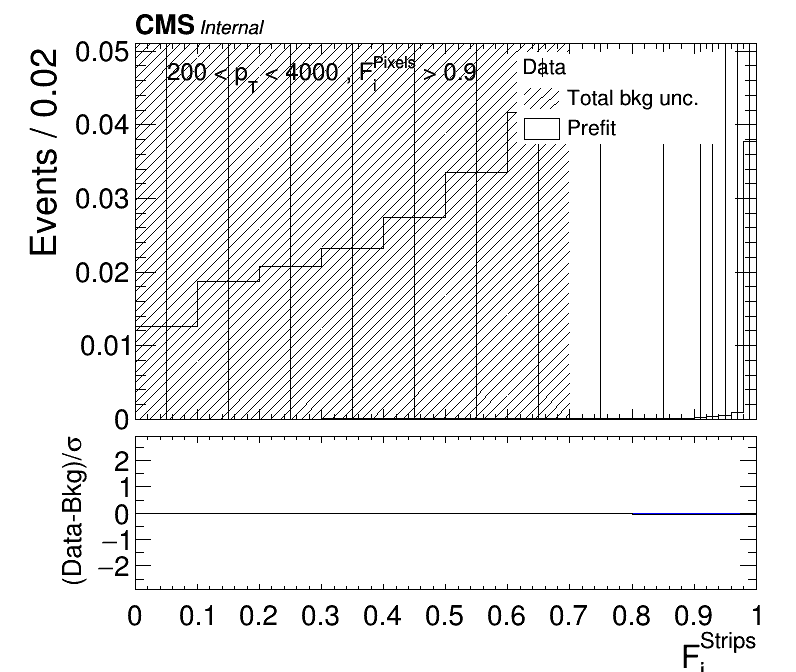 CMS Internal
Events / 0.02
0.05
0.04
0.03
0.02
0.01
0
200 < p_T < 4000 , F_i^Pixels > 0.9
Data
Total bkg unc.
Prefit
(Data-Bkg)/σ
2
1
0
−1
−2
0 0.1 0.2 0.3 0.4 0.5 0.6 0.7 0.8 0.9 1
F_i^Strips